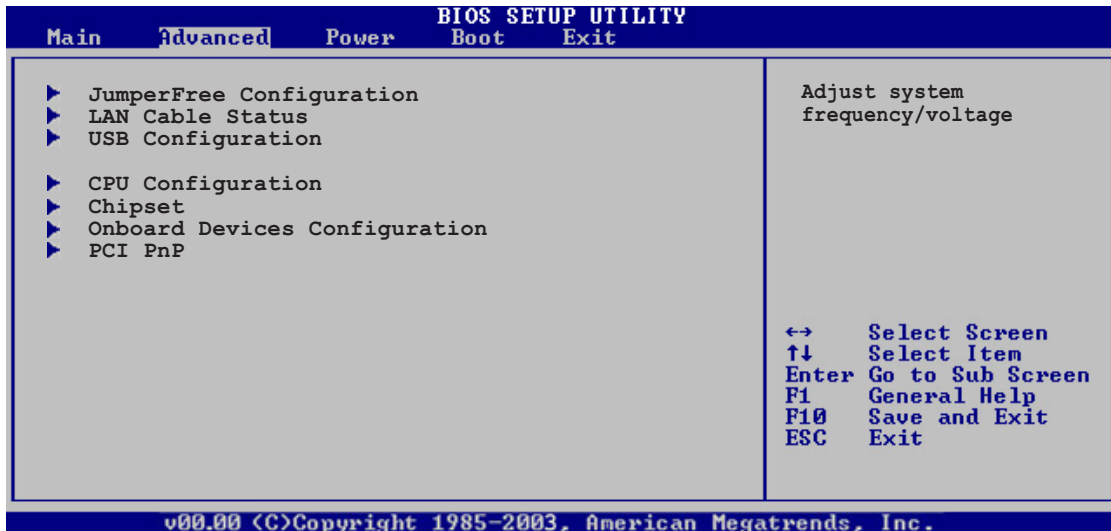 BIOS SETUP UTILITY
Main Advanced Power Boot Exit
JumperFree Configuration
LAN Cable Status
USB Configuration
CPU Configuration
Chipset
Onboard Devices Configuration
PCI PnP
Adjust system
frequency/voltage
←→ Select Screen
↑↓ Select Item
Enter Go to Sub Screen
F1 General Help
F10 Save and Exit
ESC Exit
v00.00 (C)Copyright 1985-2003, American Megatrends, Inc.